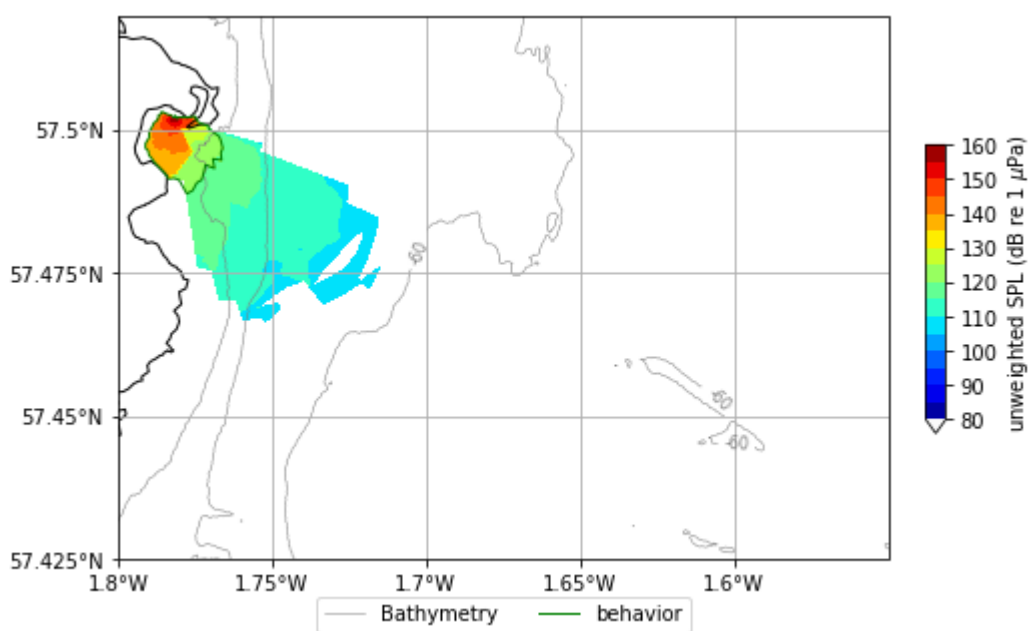 57.5°N
57.475°N
57.45°N
57.425°N
1.8°W
1.75°W
1.7°W
1.65°W
1.6°W
-60
-60
-60
160
150
140
130
120
110
100
90
80
unweighted SPL (dB re 1 μPa)
Bathymetry
behavior